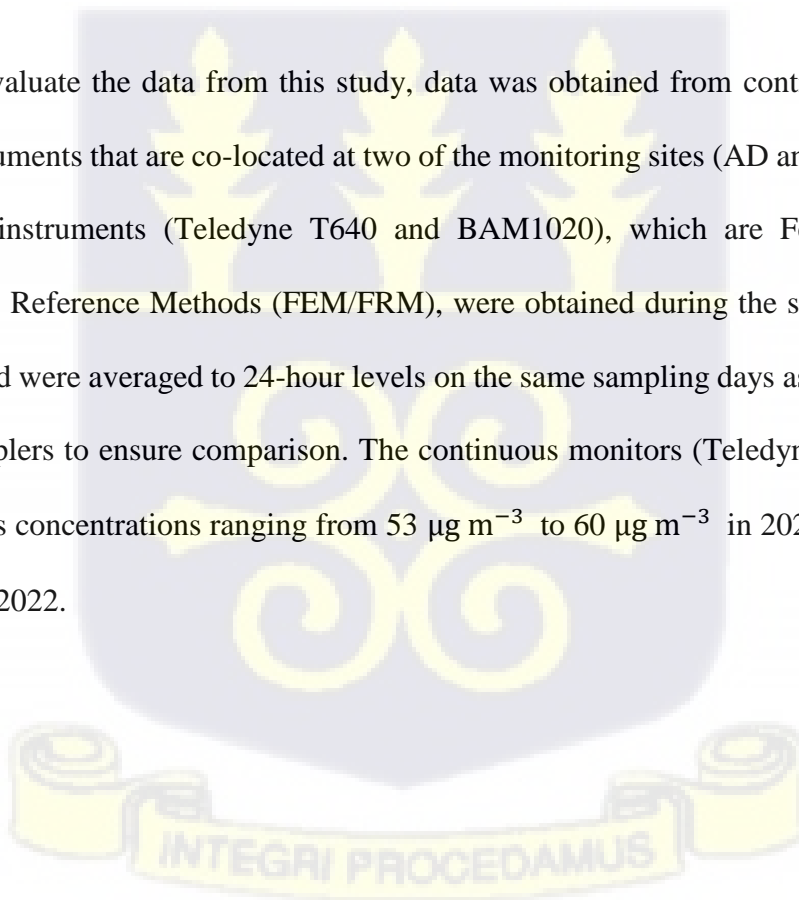 valuate the data from this study, data was obtained from cont
uments that are co-located at two of the monitoring sites (AD ar
instruments (Teledyne T640 and BAM1020), which are F
Reference Methods (FEM/FRM), were obtained during the s
d were averaged to 24-hour levels on the same sampling days as
plers to ensure comparison. The continuous monitors (Teledyn
s concentrations ranging from 53 μg m⁻³ to 60 μg m⁻³ in 202
2022.
INTEGRI PROCEDAMUS